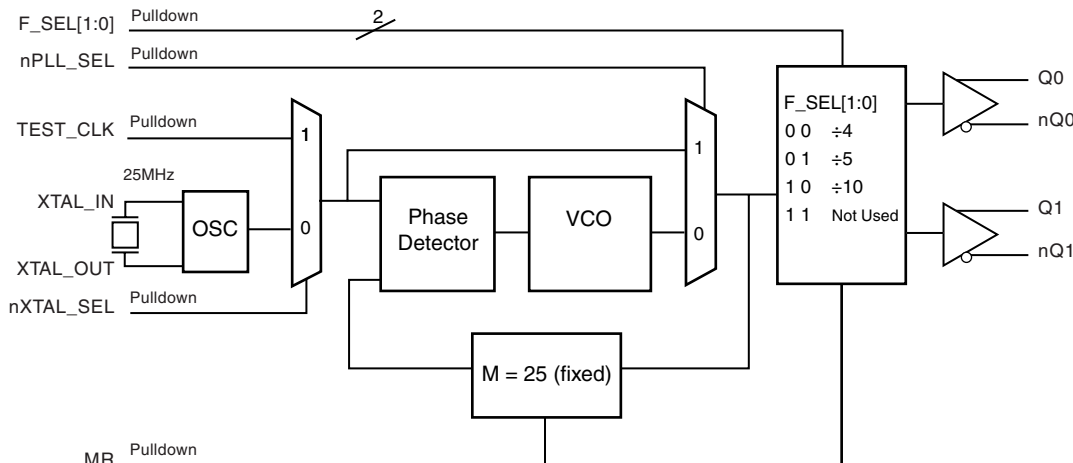 F_SEL[1:0] Pulldown 2
nPLL_SEL Pulldown
TEST_CLK Pulldown
25MHz
XTAL_IN
OSC
XTAL_OUT
nXTAL_SEL Pulldown
1
0
Phase
Detector
VCO
1
0
M = 25 (fixed)
F_SEL[1:0]
0 0 ÷4
0 1 ÷5
1 0 ÷10
1 1 Not Used
Q0
nQ0
Q1
nQ1
MR Pulldown